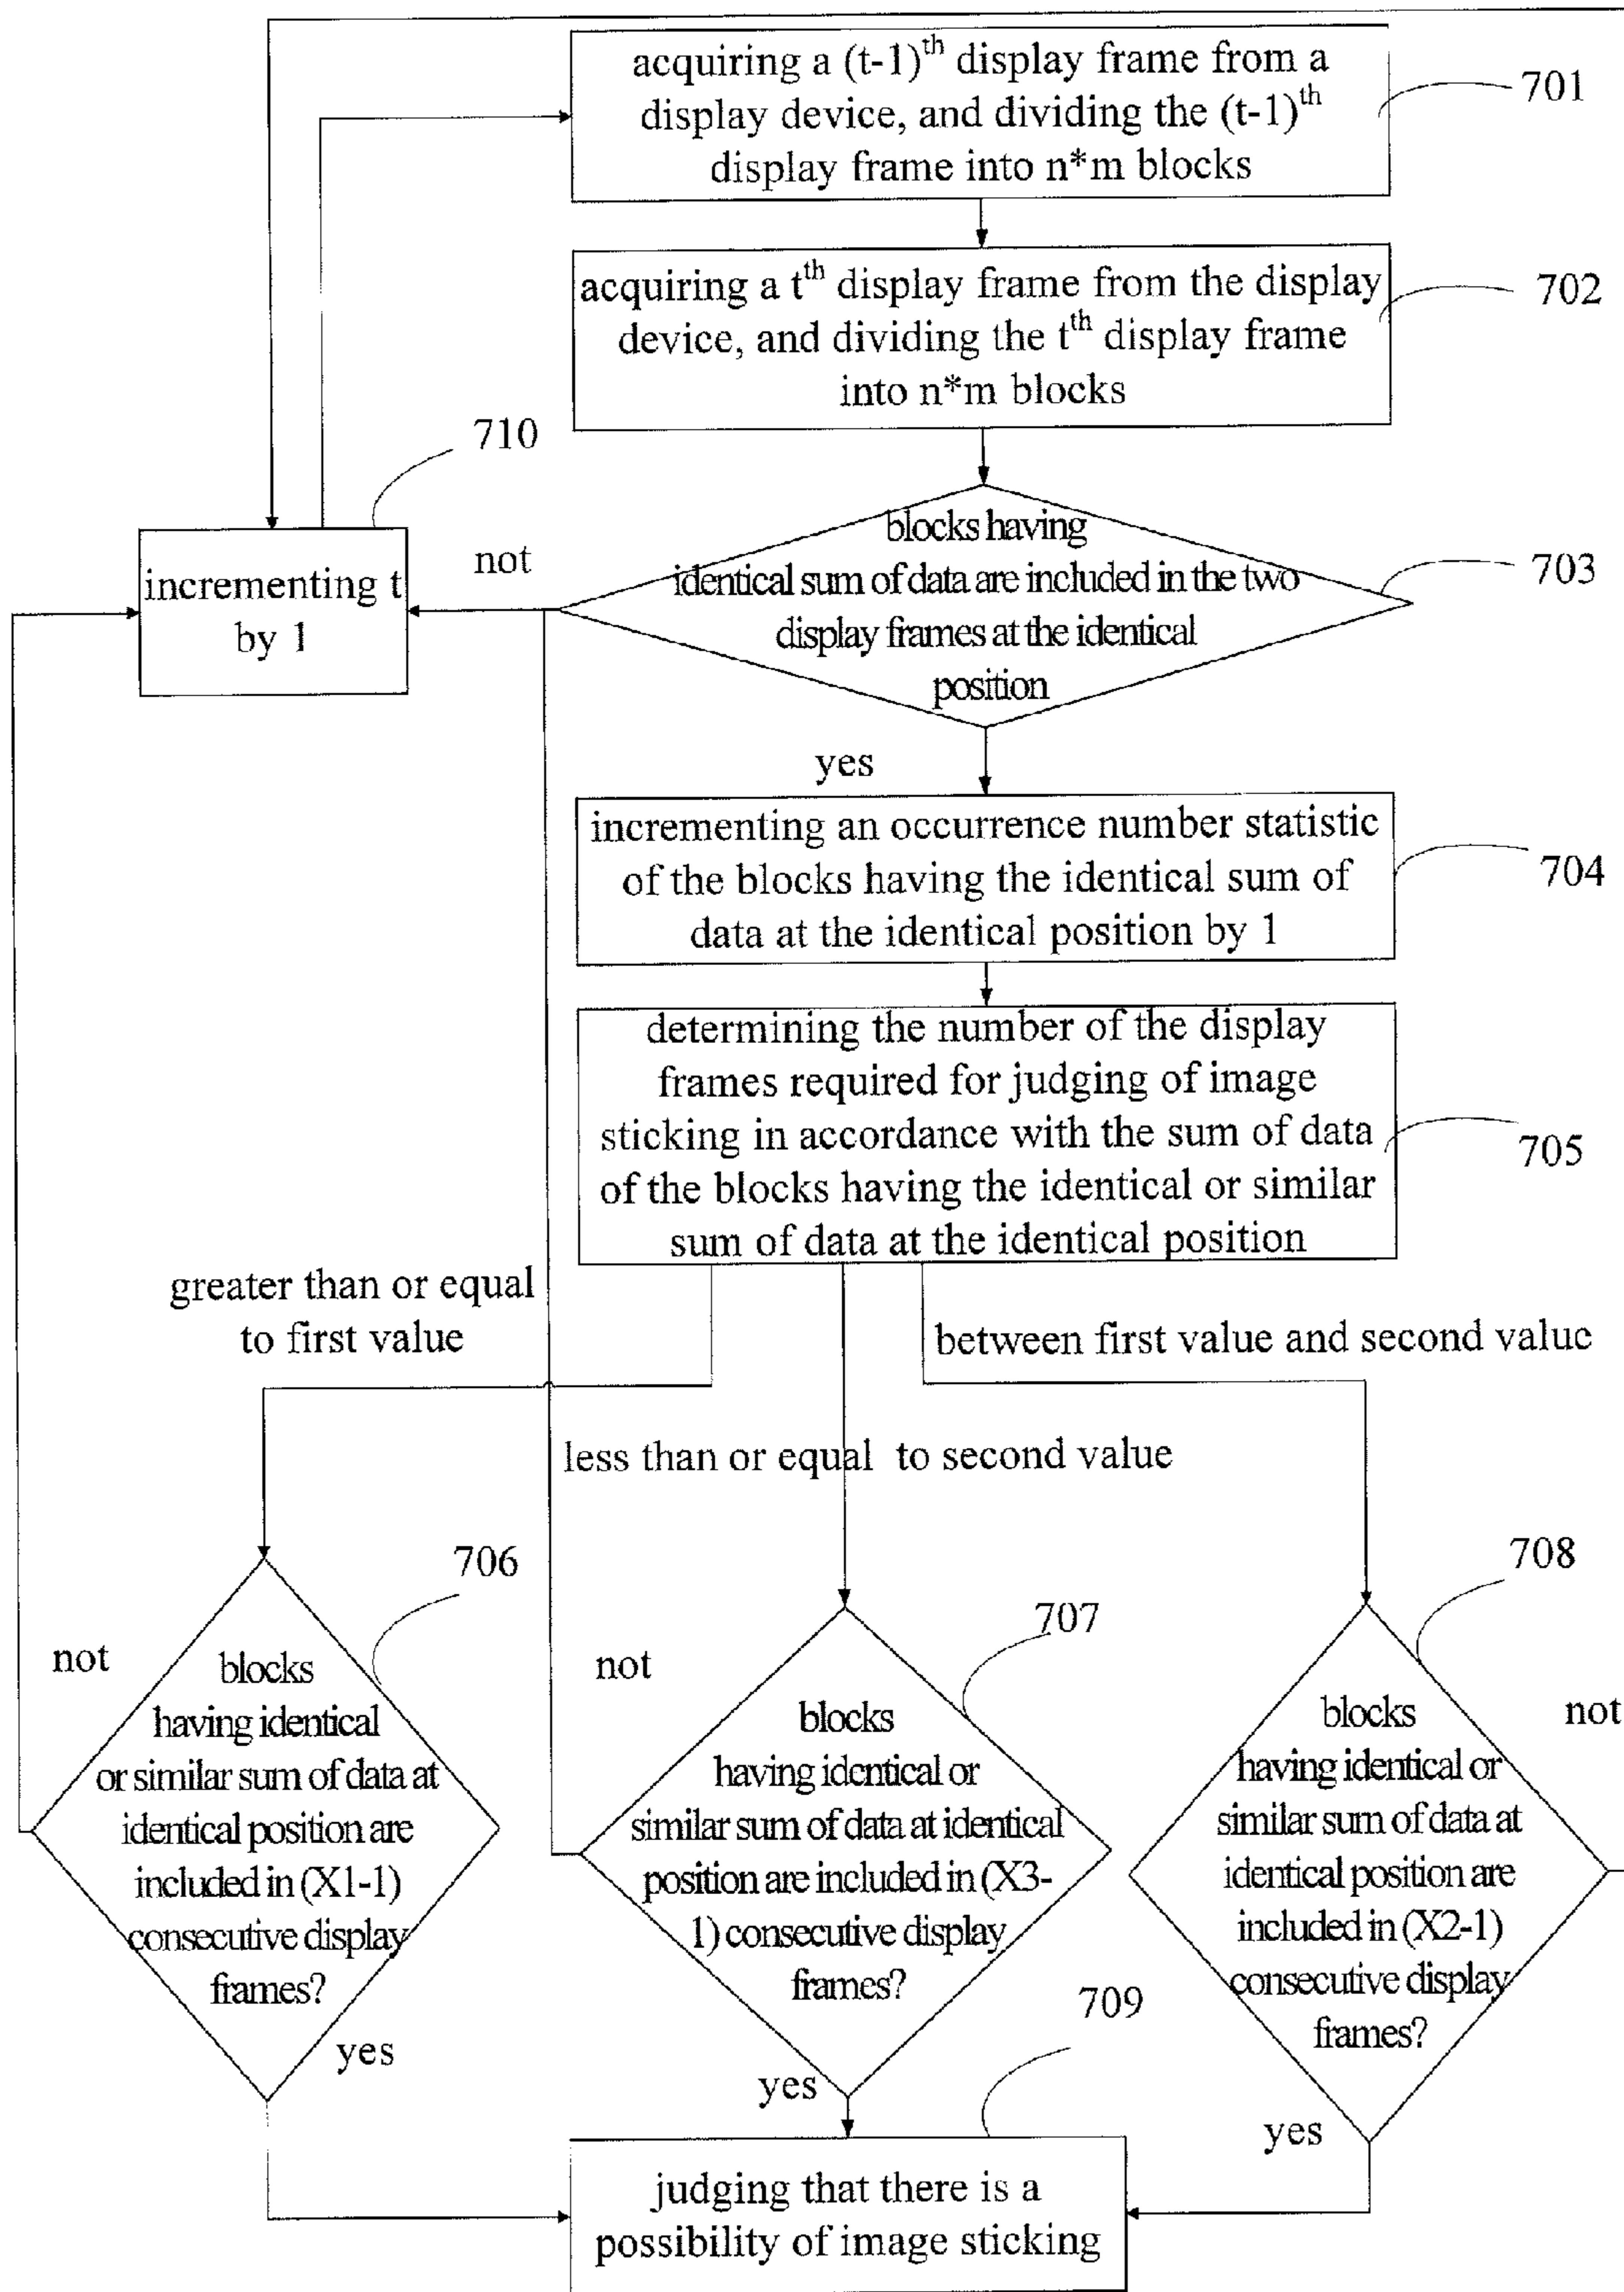 acquiring a (t-1)th display frame from a
display device, and dividing the (t-1)th
display frame into n*m blocks
701
acquiring a tth display frame from the display
device, and dividing the tth display frame
into n*m blocks
702
710
incrementing t
by 1
not
blocks having
identical sum of data are included in the two
display frames at the identical
position
703
yes
incrementing an occurrence number statistic
of the blocks having the identical sum of
data at the identical position by 1
704
determining the number of the display
frames required for judging of image
sticking in accordance with the sum of data
of the blocks having the identical or similar
sum of data at the identical position
705
greater than or equal
to first value
between first value and second value
less than or equal to second value
706
not
blocks
having identical
or similar sum of data at
identical position are
included in (X1-1)
consecutive display
frames?
yes
707
not
blocks
having identical or
similar sum of data at identical
position are included in (X3-
1) consecutive display
frames?
yes
708
not
blocks
having identical or
similar sum of data at
identical position are
included in (X2-1)
consecutive display
frames?
yes
709
judging that there is a
possibility of image sticking